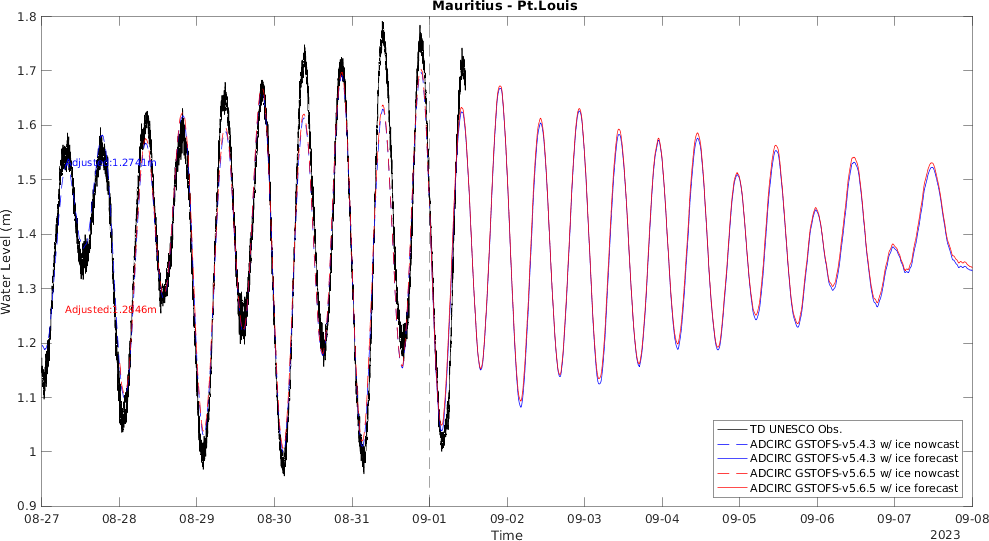 Mauritius - Pt.Louis
1.8
1.7
1.6
1.5
1.4
1.3
1.2
1.1
1
0.9
Water Level (m)
Adjusted:1.2741m
Adjusted:1.2846m
TD UNESCO Obs.
ADCIRC GSTOFS-v5.4.3 w/ ice nowcast
ADCIRC GSTOFS-v5.4.3 w/ ice forecast
ADCIRC GSTOFS-v5.6.5 w/ ice nowcast
ADCIRC GSTOFS-v5.6.5 w/ ice forecast
08-27 08-28 08-29 08-30 08-31 09-01 09-02 09-03 09-04 09-05 09-06 09-07 09-08
Time
2023